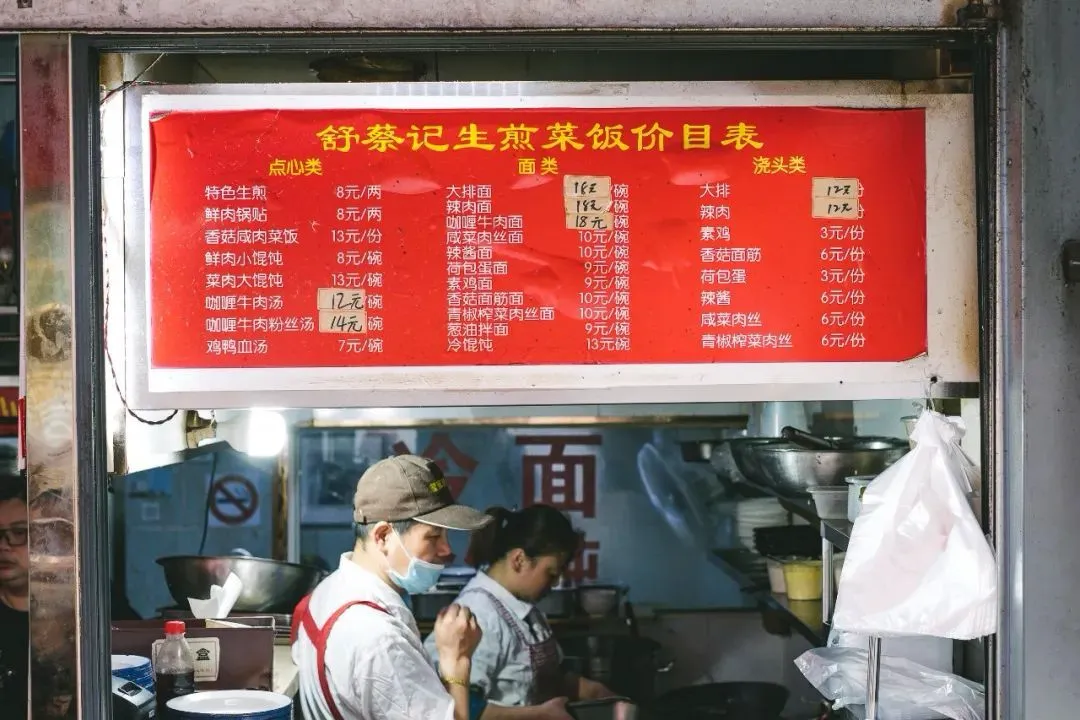 舒蔡记生煎菜饭价目表
点心类
特色生煎 8元/两
鲜肉锅贴 8元/两
香菇咸肉菜饭 13元/份
鲜肉小馄饨 8元/碗
菜肉大馄饨 13元/碗
咖喱牛肉汤 12元/碗
咖喱牛肉粉丝汤 14元/碗
鸡鸭血汤 7元/碗
面类
大排面 18元/碗
辣肉面 18元/碗
咖喱牛肉面 18元/碗
咸菜肉丝面 10元/碗
辣酱面 10元/碗
荷包蛋面 9元/碗
素鸡面 9元/碗
香菇面筋面 10元/碗
青椒榨菜肉丝面 10元/碗
葱油拌面 9元/碗
冷馄饨 13元/碗
浇头类
大排 12元
辣肉 12元
素鸡 3元/份
香菇面筋 6元/份
荷包蛋 3元/份
辣酱 6元/份
咸菜肉丝 6元/份
青椒榨菜肉丝 6元/份
冷面